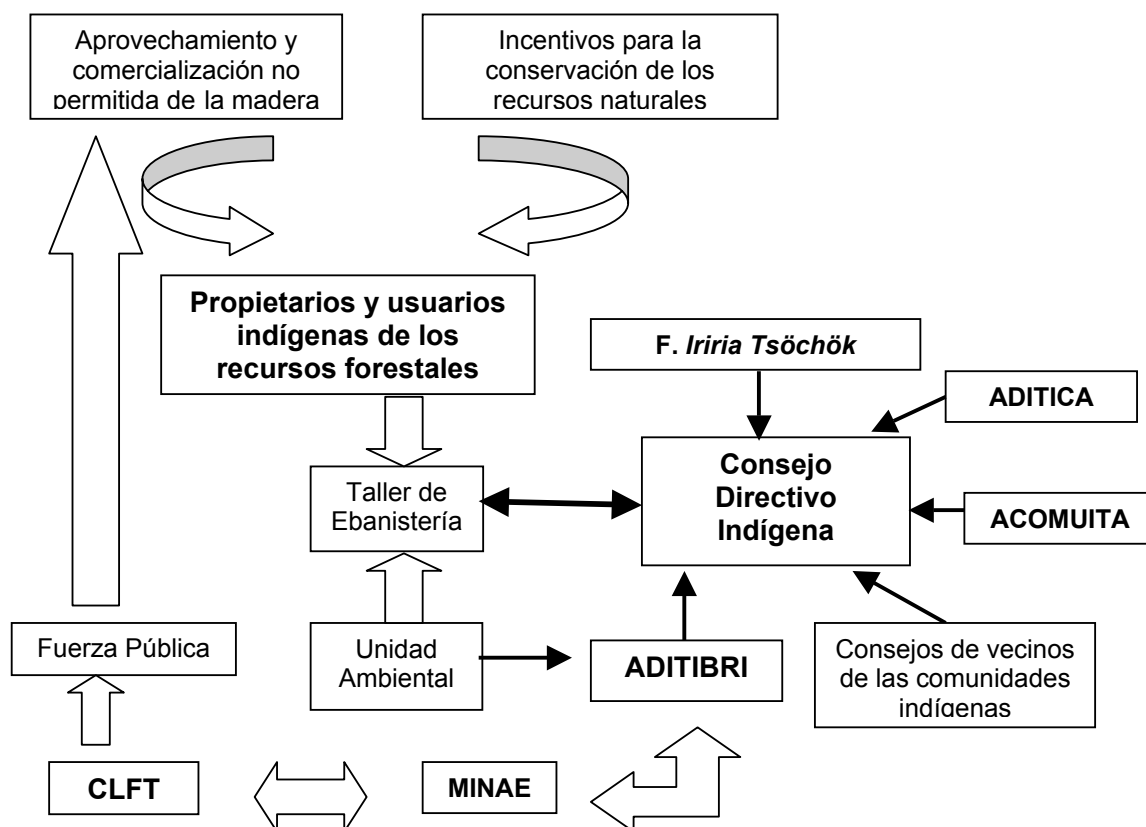 Aprovechamiento y
comercialización no
permitida de la madera
Incentivos para la
conservación de los
recursos naturales
Propietarios y usuarios
indígenas de los
recursos forestales
F. Iriria Tsöchök
ADITICA
Consejo
Directivo
Indígena
Taller de
Ebanistería
ACOMUITA
Fuerza Pública
Unidad
Ambiental
ADITIBRI
Consejos de vecinos
de las comunidades
indígenas
CLFT
MINAE